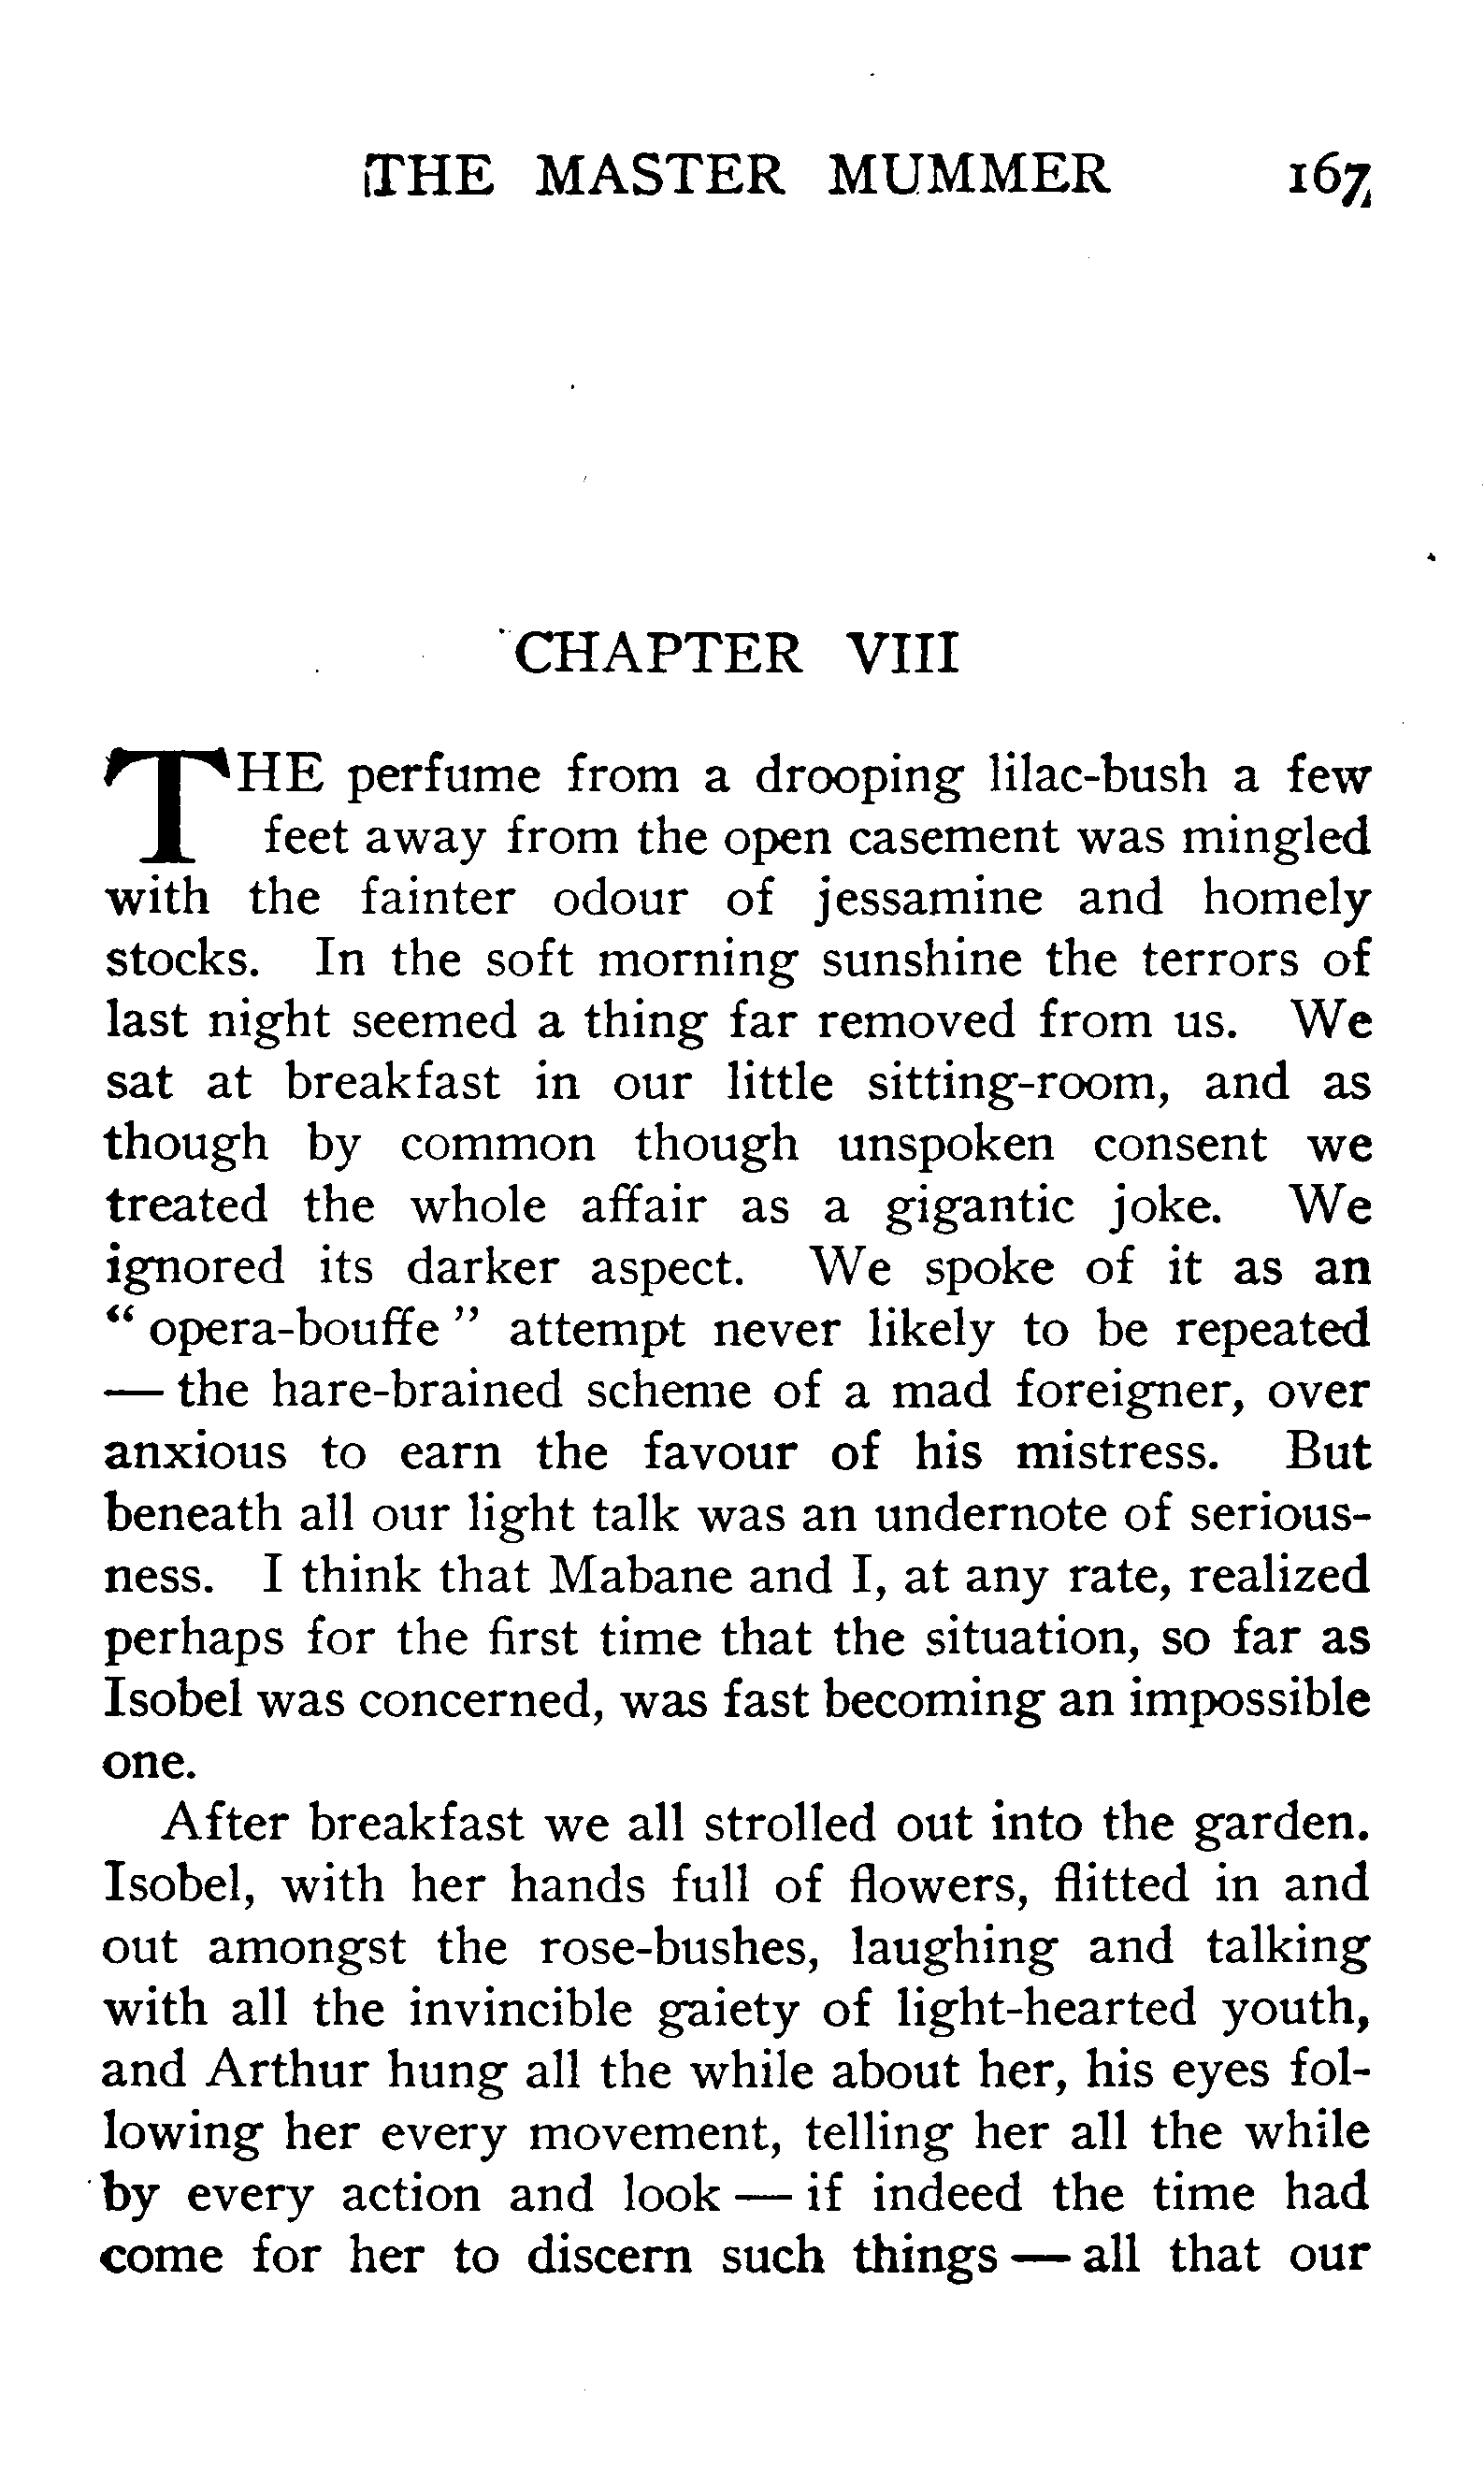 THE MASTER MUMMER 167
CHAPTER VIII
THE perfume from a drooping lilac-bush a few
feet away from the open casement was mingled
with the fainter odour of jessamine and homely
stocks. In the soft morning sunshine the terrors of
last night seemed a thing far removed from us. We
sat at breakfast in our little sitting-room, and as
though by common though unspoken consent we
treated the whole affair as a gigantic joke. We
ignored its darker aspect. We spoke of it as an
“ opera-bouffe ” attempt never likely to be repeated
— the hare-brained scheme of a mad foreigner, over
anxious to earn the favour of his mistress. But
beneath all our light talk was an undernote of serious-
ness. I think that Mabane and I, at any rate, realized
perhaps for the first time that the situation, so far as
Isobel was concerned, was fast becoming an impossible
one.
After breakfast we all strolled out into the garden.
Isobel, with her hands full of flowers, flitted in and
out amongst the rose-bushes, laughing and talking
with all the invincible gaiety of light-hearted youth,
and Arthur hung all the while about her, his eyes fol-
lowing her every movement, telling her all the while
by every action and look — if indeed the time had
come for her to discern such things — all that our